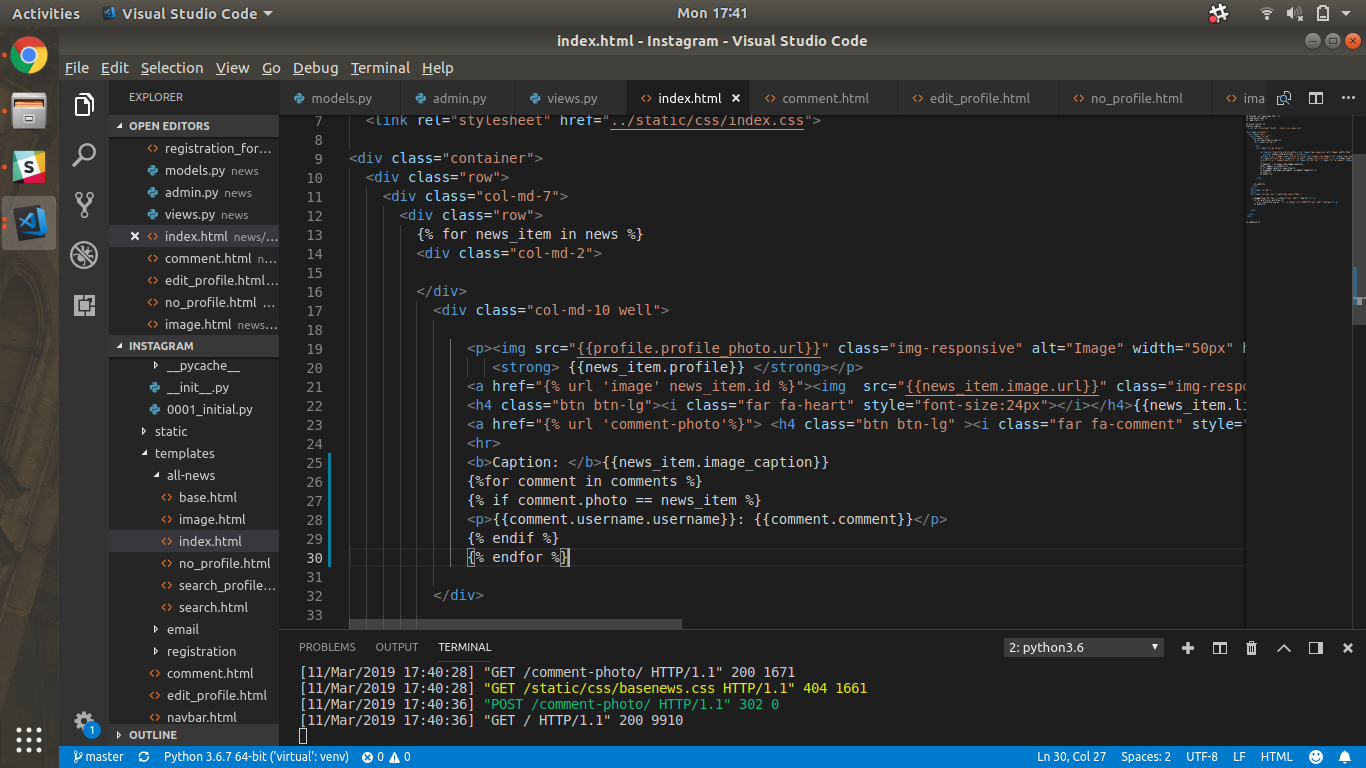 Activities Visual Studio Code Mon 17:41
index.html - Instagram - Visual Studio Code
File Edit Selection View Go Debug Terminal Help
EXPLORER
OPEN EDITORS
registration_for...
models.py news
admin.py news
views.py news
index.html news/...
comment.html n...
edit_profile.html...
no_profile.html ...
image.html news...
INSTAGRAM
__pycache__
__init__.py
0001_initial.py
static
templates
all-news
base.html
image.html
index.html
no_profile.html
search_profile...
search.html
email
registration
comment.html
edit_profile.html
navbar.html
OUTLINE
models.py admin.py views.py index.html comment.html edit_profile.html no_profile.html ima
7 <link rel="stylesheet" href="../static/css/index.css">
8
9 <div class="container">
10 <div class="row">
11 <div class="col-md-7">
12 <div class="row">
13 {% for news_item in news %}
14 <div class="col-md-2">
15
16 </div>
17 <div class="col-md-10 well">
18
19 <p><img src="{{profile.profile_photo.url}}" class="img-responsive" alt="Image" width="50px" h
20 <strong> {{news_item.profile}} </strong></p>
21 <a href="{% url 'image' news_item.id %}"><img  src="{{news_item.image.url}}" class="img-respo
22 <h4 class="btn btn-lg"><i class="far fa-heart" style="font-size:24px"></i></h4>{{news_item.li
23 <a href="{% url 'comment-photo'%}"> <h4 class="btn btn-lg" ><i class="far fa-comment" style="
24 <hr>
25 <b>Caption: </b>{{news_item.image_caption}}
26 {%for comment in comments %}
27 {% if comment.photo == news_item %}
28 <p>{{comment.username.username}}: {{comment.comment}}</p>
29 {% endif %}
30 {% endfor %}
31
32 </div>
33
PROBLEMS OUTPUT TERMINAL 2: python3.6
[11/Mar/2019 17:40:28] "GET /comment-photo/ HTTP/1.1" 200 1671
[11/Mar/2019 17:40:28] "GET /static/css/basenews.css HTTP/1.1" 404 1661
[11/Mar/2019 17:40:36] "POST /comment-photo/ HTTP/1.1" 302 0
[11/Mar/2019 17:40:36] "GET / HTTP/1.1" 200 9910
1
master Python 3.6.7 64-bit ('virtual': venv) 0 0 Ln 30, Col 27 Spaces: 2 UTF-8 LF HTML